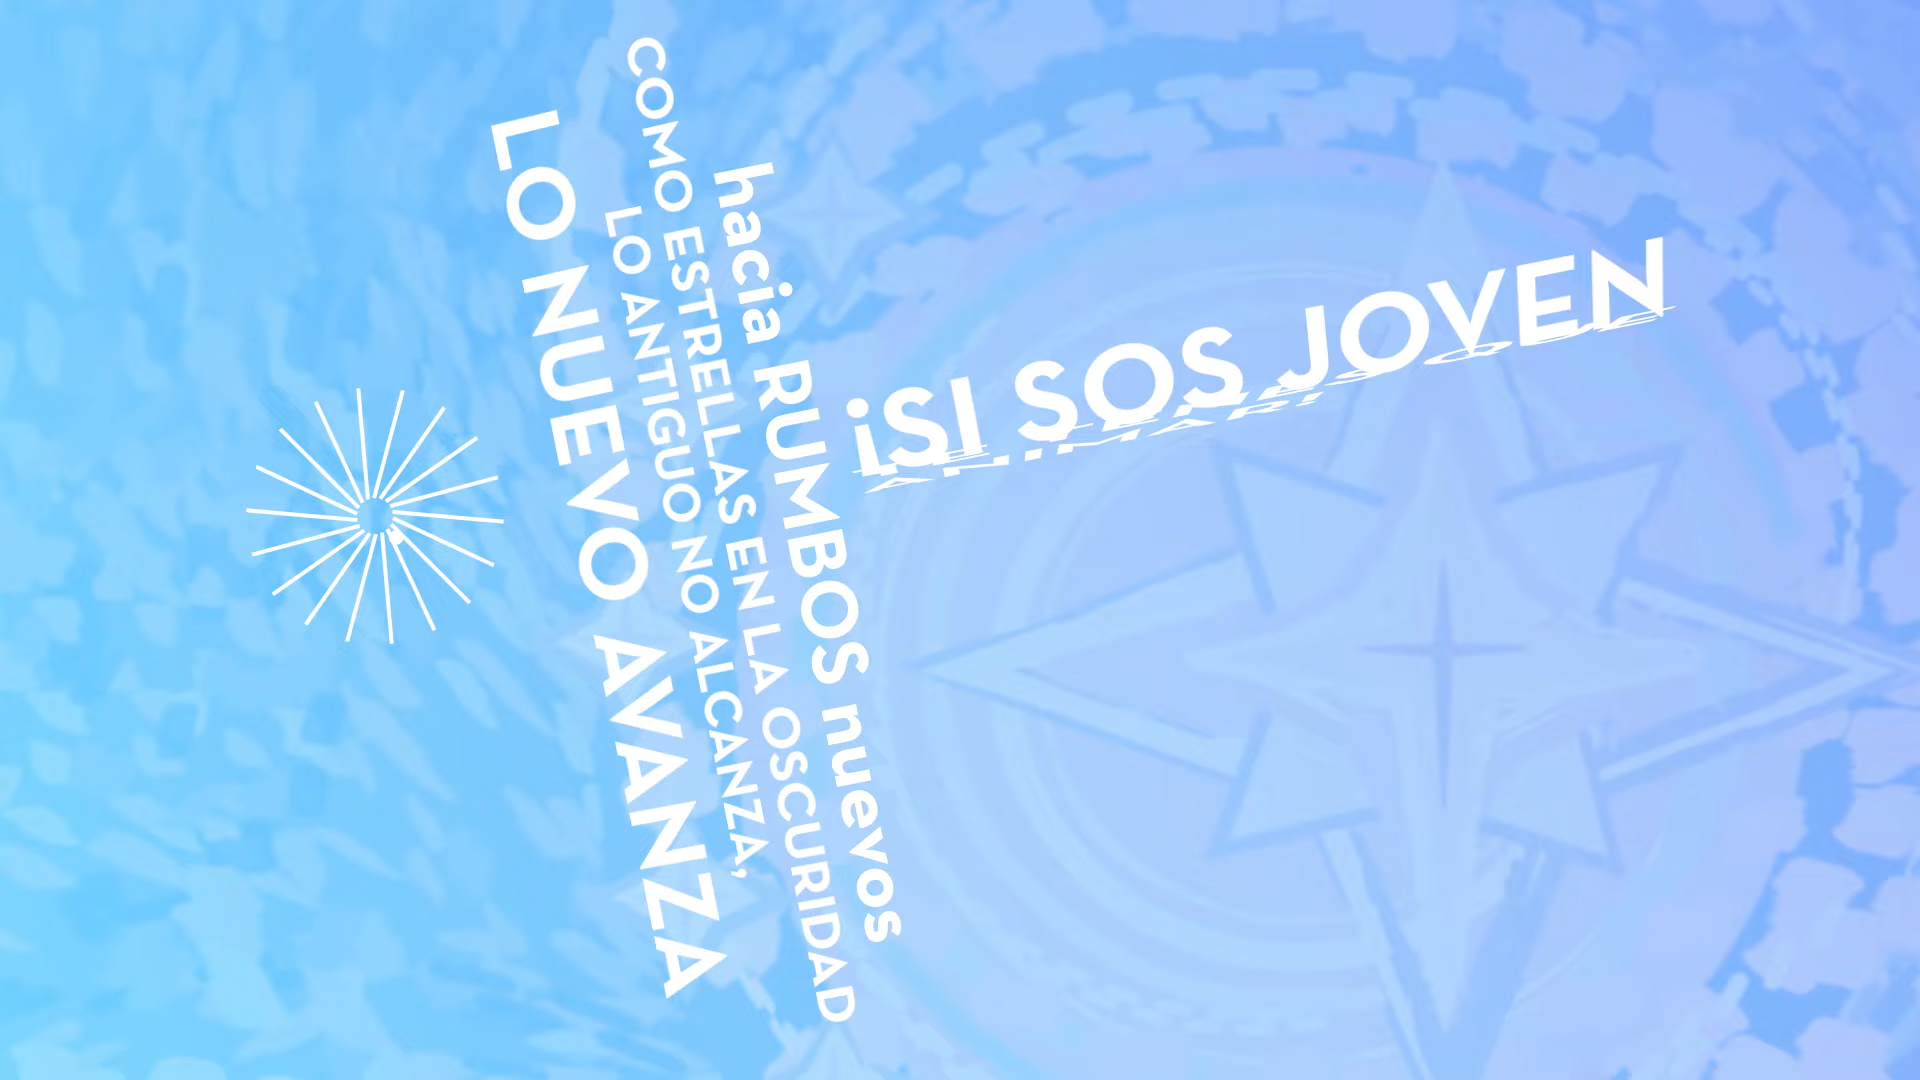 hacia RUMBOS nuevos
COMO ESTRELLAS EN LA OSCURIDAD
LO ANTIGUO NO ALCANZA,
LO NUEVO AVANZA
¡SI SOS JOVEN